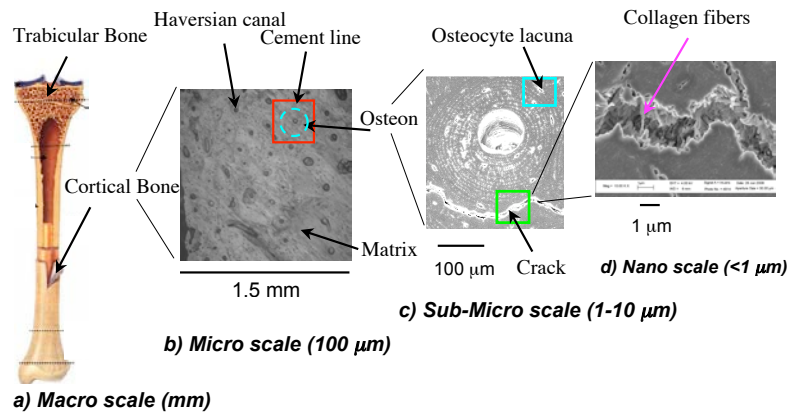 Haversian canal
Collagen fibers
Trabicular Bone
Cement line
Osteocyte lacuna
Osteon
Cortical Bone
Matrix
Crack
1 μm
100 μm
d) Nano scale (<1 μm)
1.5 mm
c) Sub-Micro scale (1-10 μm)
b) Micro scale (100 μm)
a) Macro scale (mm)